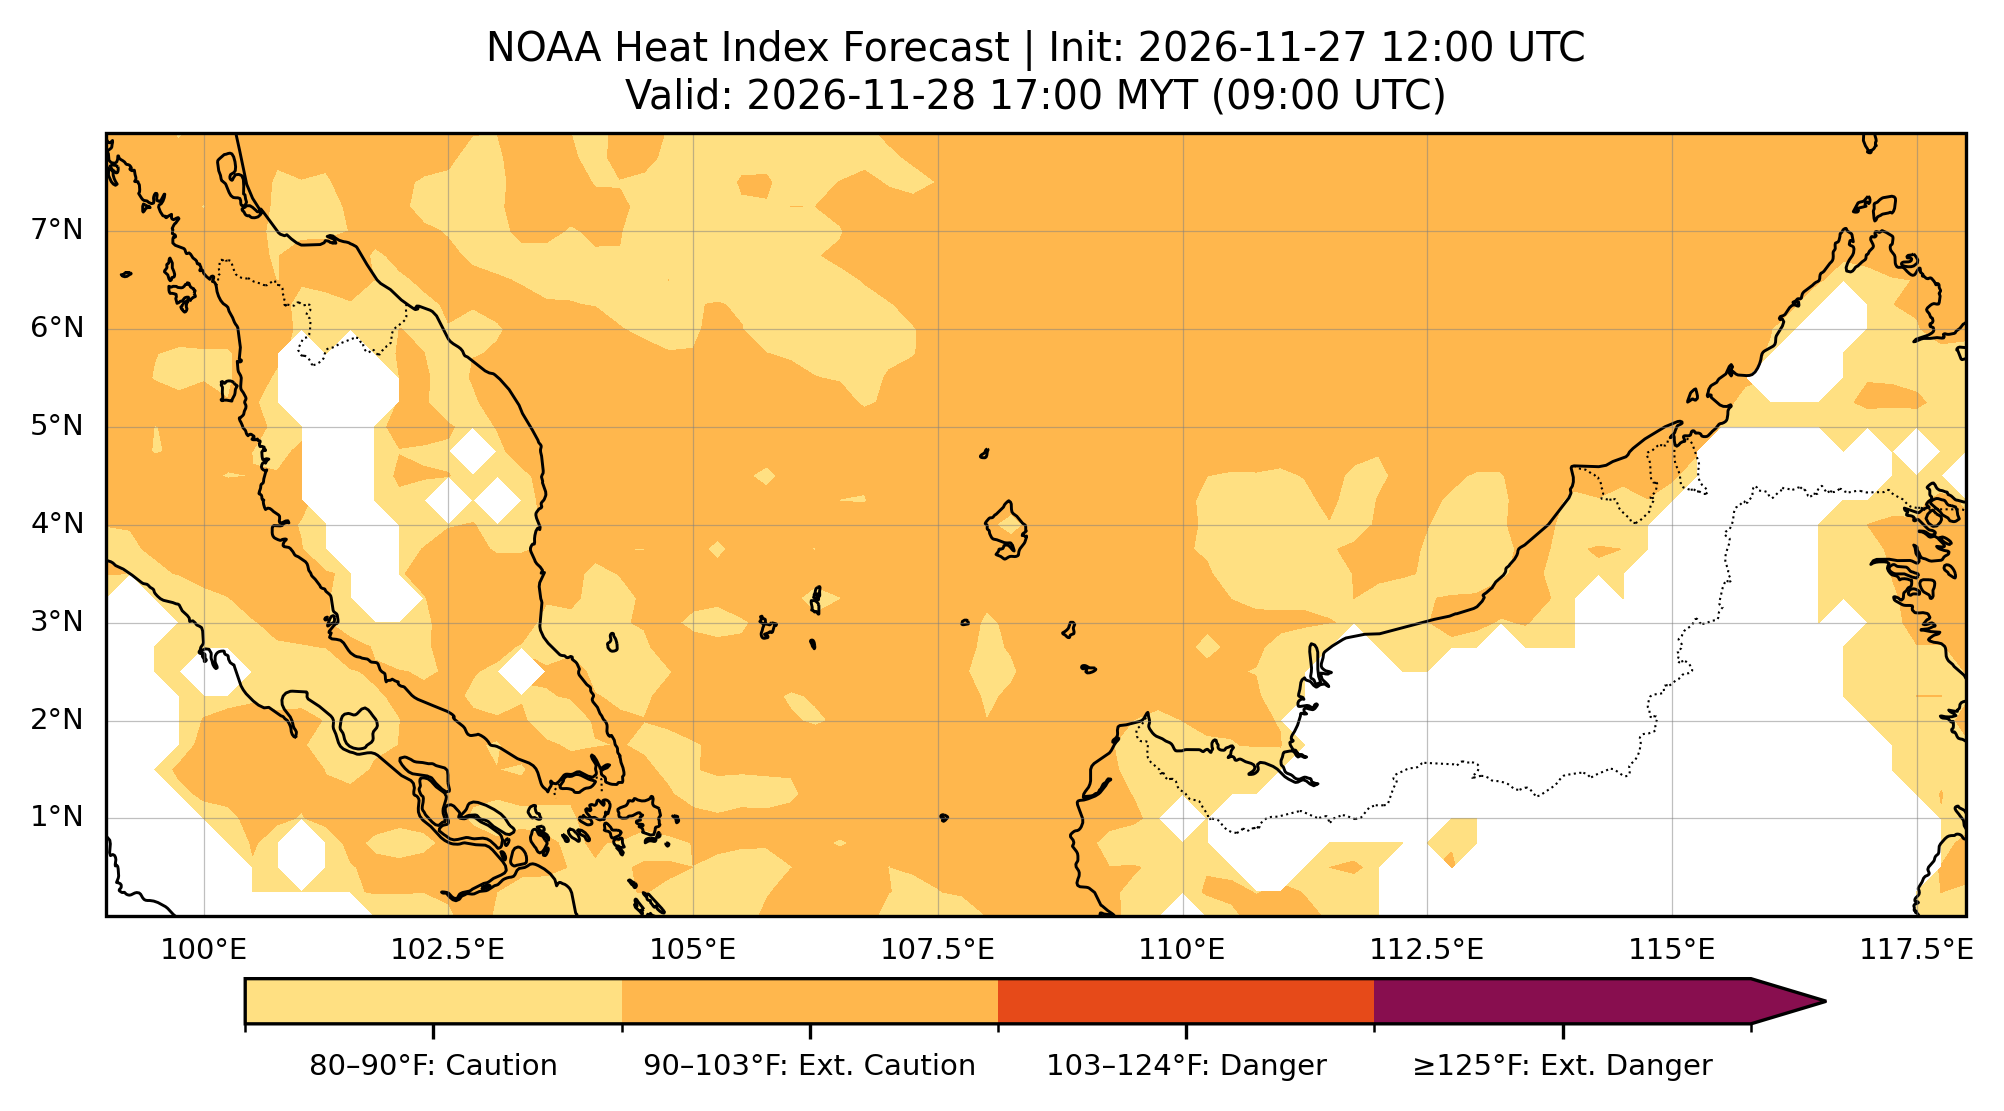 NOAA Heat Index Forecast | Init: 2026-11-27 12:00 UTC
Valid: 2026-11-28 17:00 MYT (09:00 UTC)
7°N
6°N
5°N
4°N
3°N
2°N
1°N
100°E 102.5°E 105°E 107.5°E 110°E 112.5°E 115°E 117.5°E
80–90°F: Caution 90–103°F: Ext. Caution 103–124°F: Danger ≥125°F: Ext. Danger